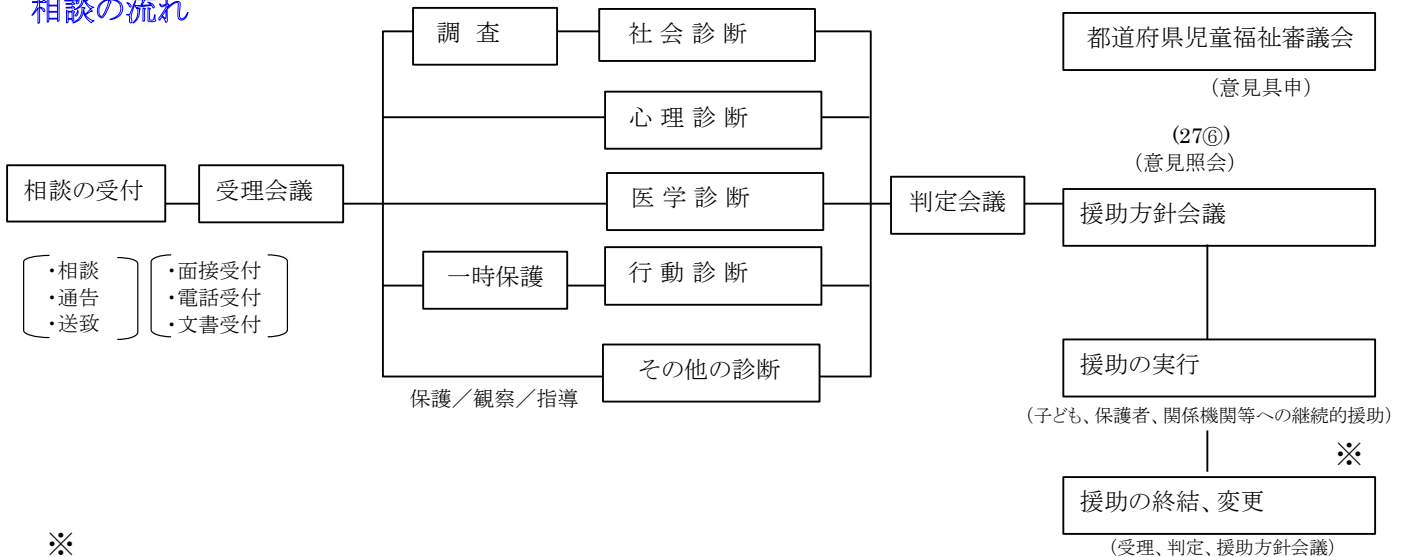 相談の流れ
調 査
社 会 診 断
都道府県児童福祉審議会
(意見具申)
心 理 診 断
(27⑥)
(意見照会)
相談の受付
受理会議
医 学 診 断
判定会議
援助方針会議
・相談
・通告
・送致
・面接受付
・電話受付
・文書受付
一時保護
行 動 診 断
その他の診断
保護／観察／指導
援助の実行
(子ども、保護者、関係機関等への継続的援助)
※
援助の終結、変更
(受理、判定、援助方針会議)
※